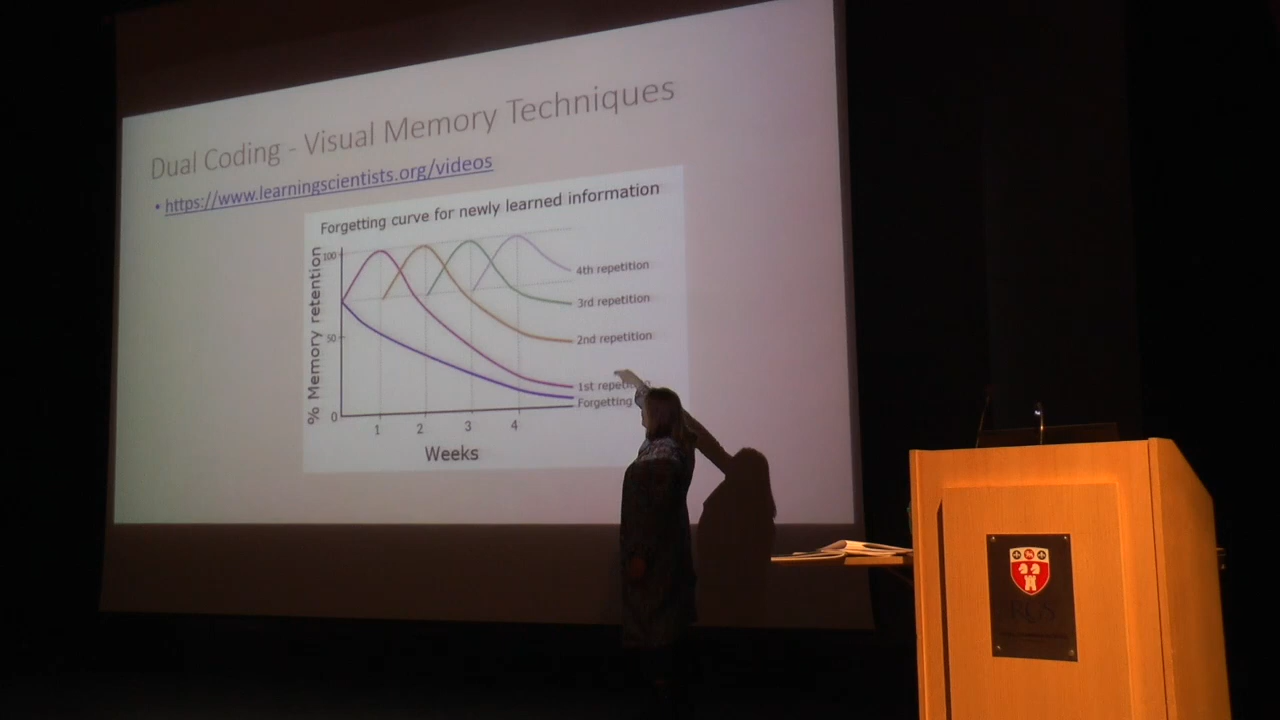 Dual Coding - Visual Memory Techniques
• https://www.learningscientists.org/videos
Forgetting curve for newly learned information
% Memory retention
100
50
0
4th repetition
3rd repetition
2nd repetition
1st
Forgetting
1 2 3 4
Weeks
RGS